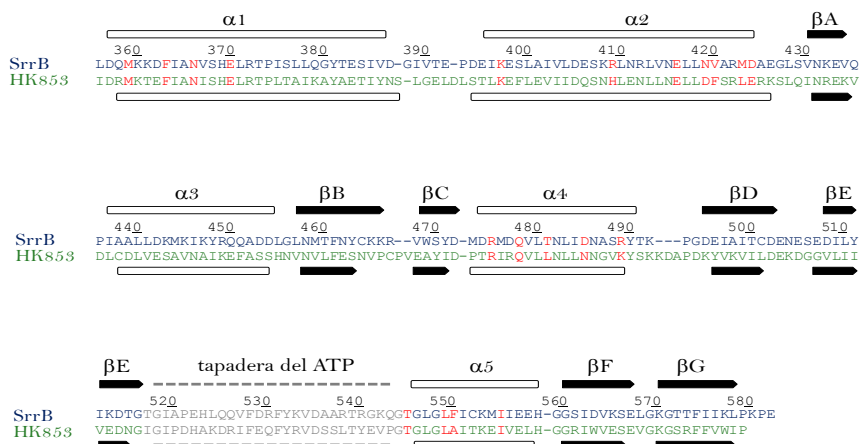 α1 α2 βA
360 370 380 390 400 410 420 430
SrrB LDQMKKDFIANVSHELRTPISLLQGYTESIVD-GIVTEP-PDEIKESLAIVLDESKRLNRLVNELLNVARMDAEGLSVNKEVQ
HK853 IDRMKTEFIANISHELRTPLTAIKAYAETIYNS-LGELDLSTLKEFLEVIIDQSNHLENLLNELLDFSRLERKSLQINREKV
α3 βB βC α4 βD βE
440 450 460 470 480 490 500 510
SrrB PIAALLDKMKIKYRQQADDLGLNMTFNYCKKR--VWSYD-MDRMDQVLTNLIDNASRYTK---PGDEIAITCDENESEDILY
HK853 DLCDLVESAVNAIKEFASSHNVNVLFESNVPCPVEAYID-PTRIRQVLLNLLNNGVKYSKKDAPDKYVKVILDEKDGGVLII
βE tapadera del ATP α5 βF βG
520 530 540 550 560 570 580
SrrB IKDTGTGIAPEHLQQVFDRFYKVDAARTRGKQGTGLGLFICKMIIEEH-GGSIDVKSELGKGTTFIIKLPKPE
HK853 VEDNGIGIPDHAKDRIFEQFYRVDSSLTYEVPGTGLGLAITKEIVELH-GGRIWVESEVGKGSRFFVWIP